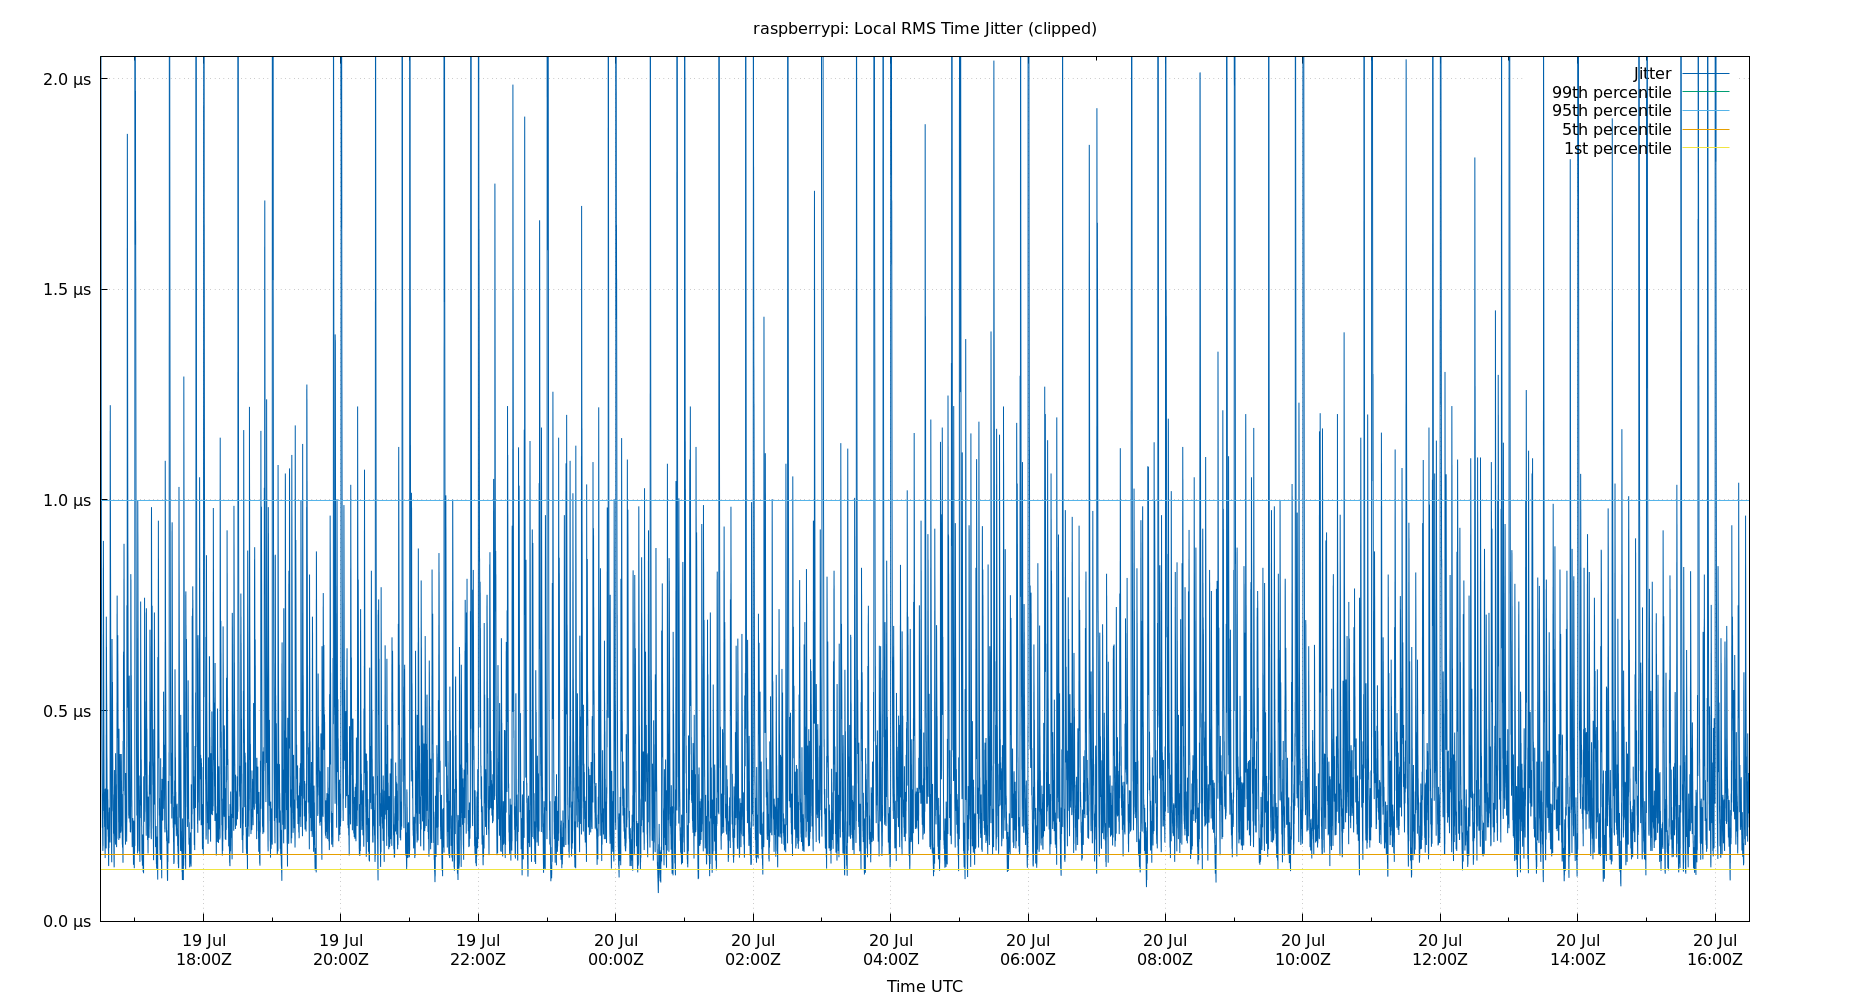 raspberrypi: Local RMS Time Jitter (clipped)
2.0 µs
1.5 µs
1.0 µs
0.5 µs
0.0 µs
Jitter
99th percentile
95th percentile
5th percentile
1st percentile
19 Jul 19 Jul 19 Jul 20 Jul 20 Jul 20 Jul 20 Jul 20 Jul 20 Jul 20 Jul 20 Jul 20 Jul
18:00Z 20:00Z 22:00Z 00:00Z 02:00Z 04:00Z 06:00Z 08:00Z 10:00Z 12:00Z 14:00Z 16:00Z
Time UTC